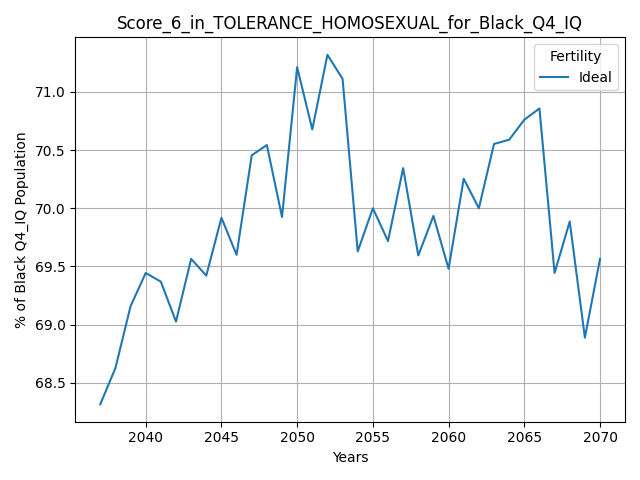 Score_6_in_TOLERANCE_HOMOSEXUAL_for_Black_Q4_IQ
Fertility
Ideal
% of Black Q4_IQ Population
71.0
70.5
70.0
69.5
69.0
68.5
2040 2045 2050 2055 2060 2065 2070
Years